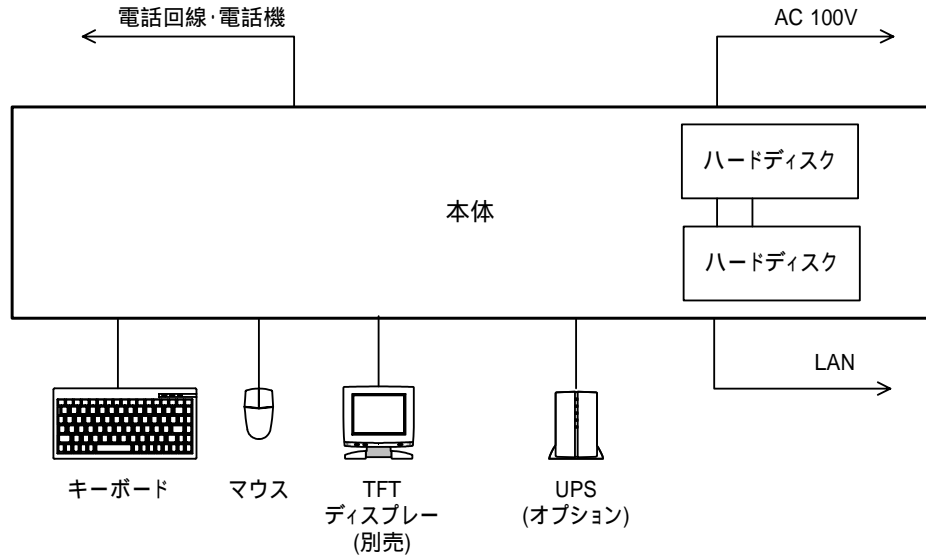 電話回線・電話機
AC 100V
ハードディスク
本体
ハードディスク
LAN
キーボード
マウス
TFT
ディスプレー
(別売)
UPS
(オプション)